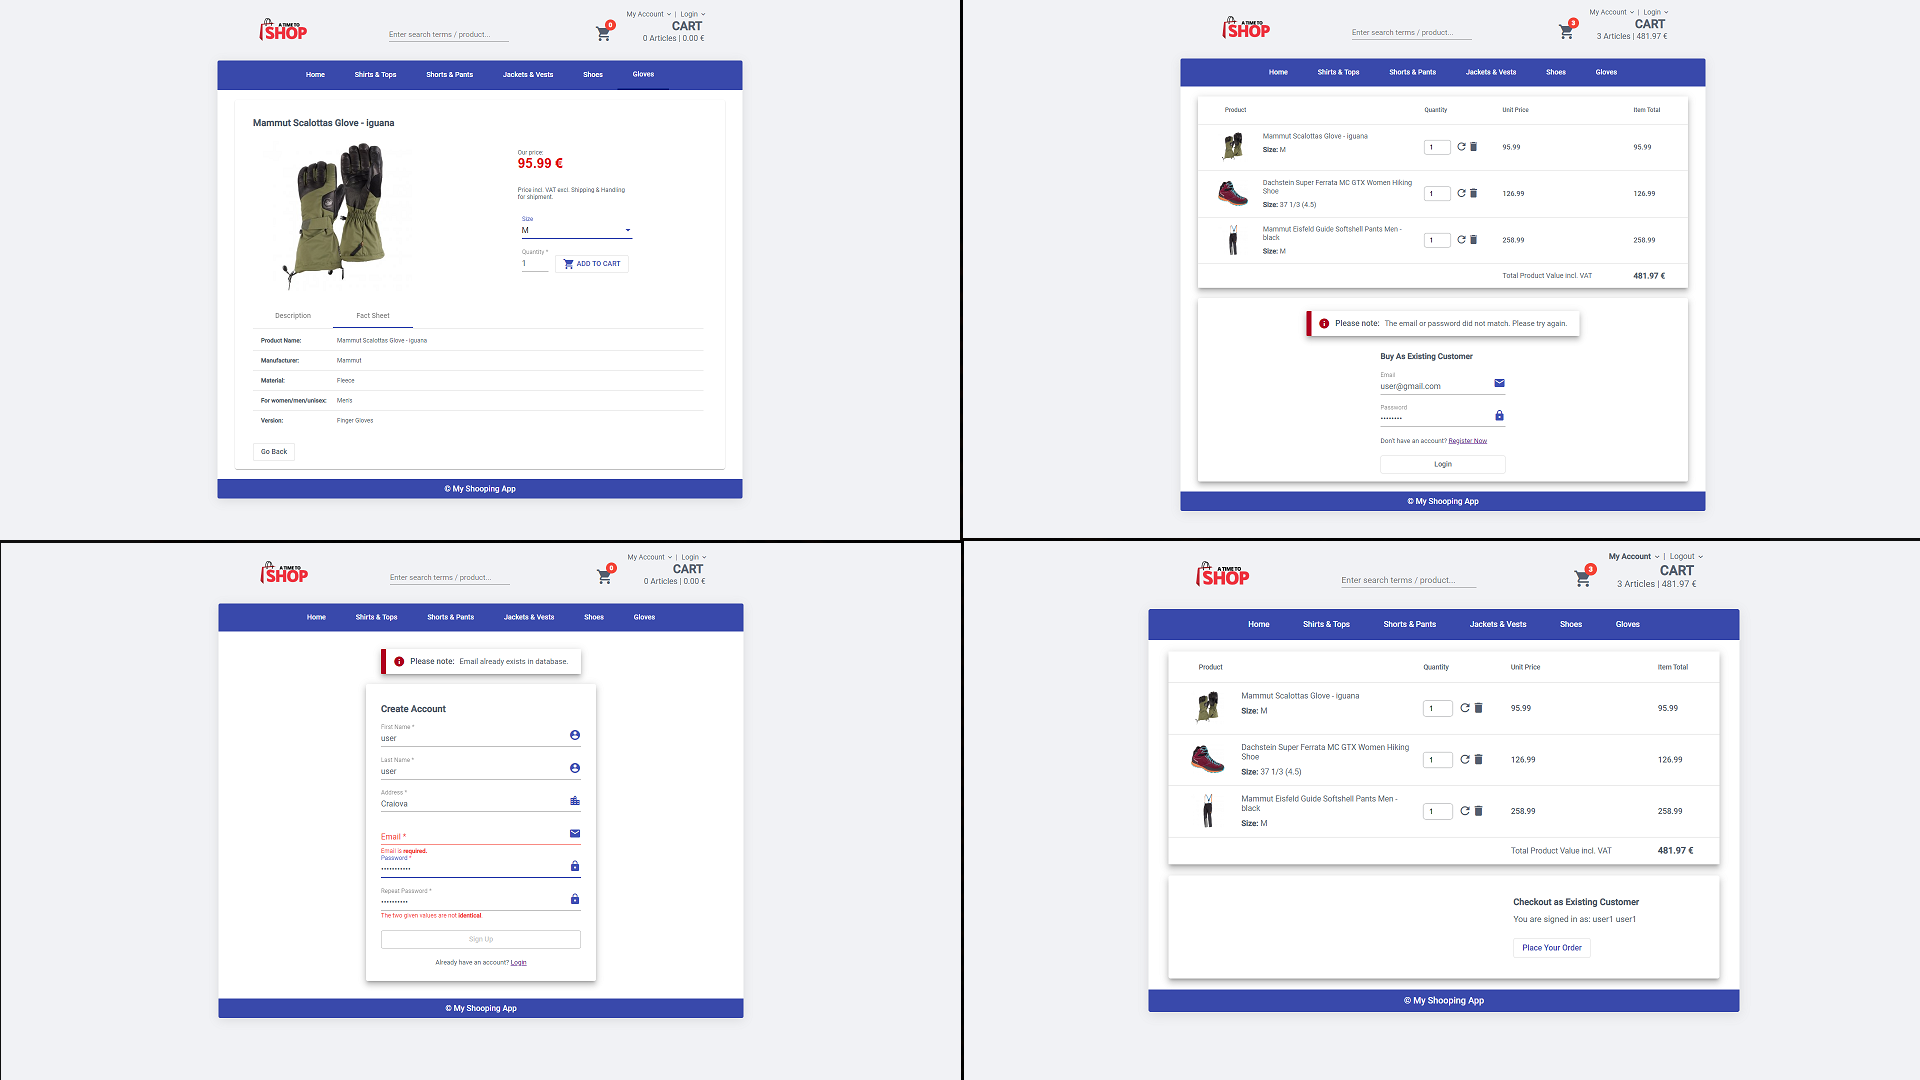 My Account | Login
A TIME TO
SHOP
Enter search terms / product...
0
CART
0 Articles | 0.00 €
Home Shirts & Tops Shorts & Pants Jackets & Vests Shoes Gloves
Mammut Scalottas Glove - iguana
Our price:
95.99 €
Price incl. VAT excl. Shipping & Handling
for shipment.
Size
M
Quantity *
1
ADD TO CART
Description Fact Sheet
Product Name: Mammut Scalottas Glove - iguana
Manufacturer: Mammut
Material: Fleece
For women/men/unisex: Men's
Version: Finger Gloves
Go Back
© My Shooping App
My Account | Login
A TIME TO
SHOP
Enter search terms / product...
3
CART
3 Articles | 481.97 €
Home Shirts & Tops Shorts & Pants Jackets & Vests Shoes Gloves
Product Quantity Unit Price Item Total
Mammut Scalottas Glove - iguana
Size: M
1 95.99 95.99
Dachstein Super Ferrata MC GTX Women Hiking
Shoe
Size: 37 1/3 (4.5)
1 126.99 126.99
Mammut Eisfeld Guide Softshell Pants Men -
black
Size: M
1 258.99 258.99
Total Product Value incl. VAT 481.97 €
Please note: The email or password did not match. Please try again.
Buy As Existing Customer
Email
user@gmail.com
Password
Don't have an account? Register Now
Login
© My Shooping App
My Account | Login
A TIME TO
SHOP
Enter search terms / product...
0
CART
0 Articles | 0.00 €
Home Shirts & Tops Shorts & Pants Jackets & Vests Shoes Gloves
Please note: Email already exists in database.
Create Account
First Name *
user
Last Name *
user
Address *
Craiova
Email *
Email is required.
Password *
Repeat Password *
The two given values are not identical.
Sign Up
Already have an account? Login
© My Shooping App
My Account | Logout
A TIME TO
SHOP
Enter search terms / product...
3
CART
3 Articles | 481.97 €
Home Shirts & Tops Shorts & Pants Jackets & Vests Shoes Gloves
Product Quantity Unit Price Item Total
Mammut Scalottas Glove - iguana
Size: M
1 95.99 95.99
Dachstein Super Ferrata MC GTX Women Hiking
Shoe
Size: 37 1/3 (4.5)
1 126.99 126.99
Mammut Eisfeld Guide Softshell Pants Men -
black
Size: M
1 258.99 258.99
Total Product Value incl. VAT 481.97 €
Checkout as Existing Customer
You are signed in as: user1 user1
Place Your Order
© My Shooping App